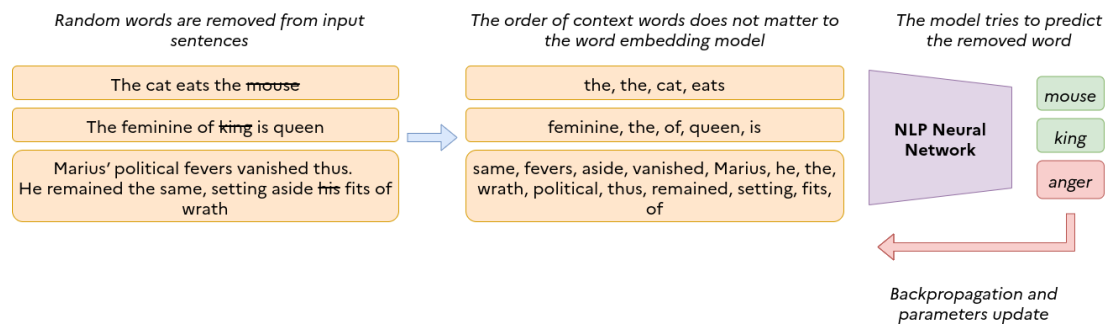 Random words are removed from input
sentences
The order of context words does not matter to
the word embedding model
The model tries to predict
the removed word
The cat eats the mouse
the, the, cat, eats
The feminine of king is queen
feminine, the, of, queen, is
Marius’ political fevers vanished thus.
He remained the same, setting aside his fits of
wrath
same, fevers, aside, vanished, Marius, he, the,
wrath, political, thus, remained, setting, fits,
of
NLP Neural
Network
mouse
king
anger
Backpropagation and
parameters update